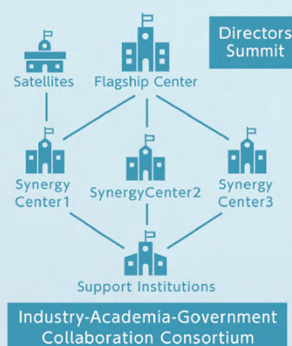 Directors
Summit
Satellites
Flagship Center
Synergy
Center1
SynergyCenter2
Synergy
Center3
Support Institutions
Industry-Academia-Government
Collaboration Consortium